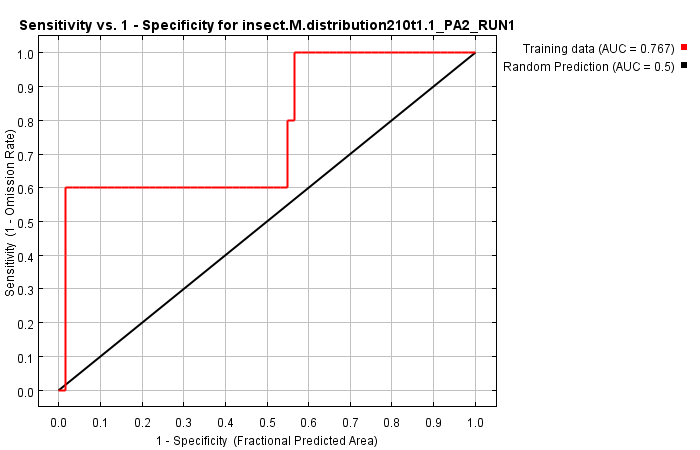 Sensitivity vs. 1 - Specificity for insect.M.distribution210t1.1_PA2_RUN1
Training data (AUC = 0.767)
Random Prediction (AUC = 0.5)
Sensitivity (1 - Omission Rate)
1.0
0.9
0.8
0.7
0.6
0.5
0.4
0.3
0.2
0.1
0.0
0.0 0.1 0.2 0.3 0.4 0.5 0.6 0.7 0.8 0.9 1.0
1 - Specificity (Fractional Predicted Area)